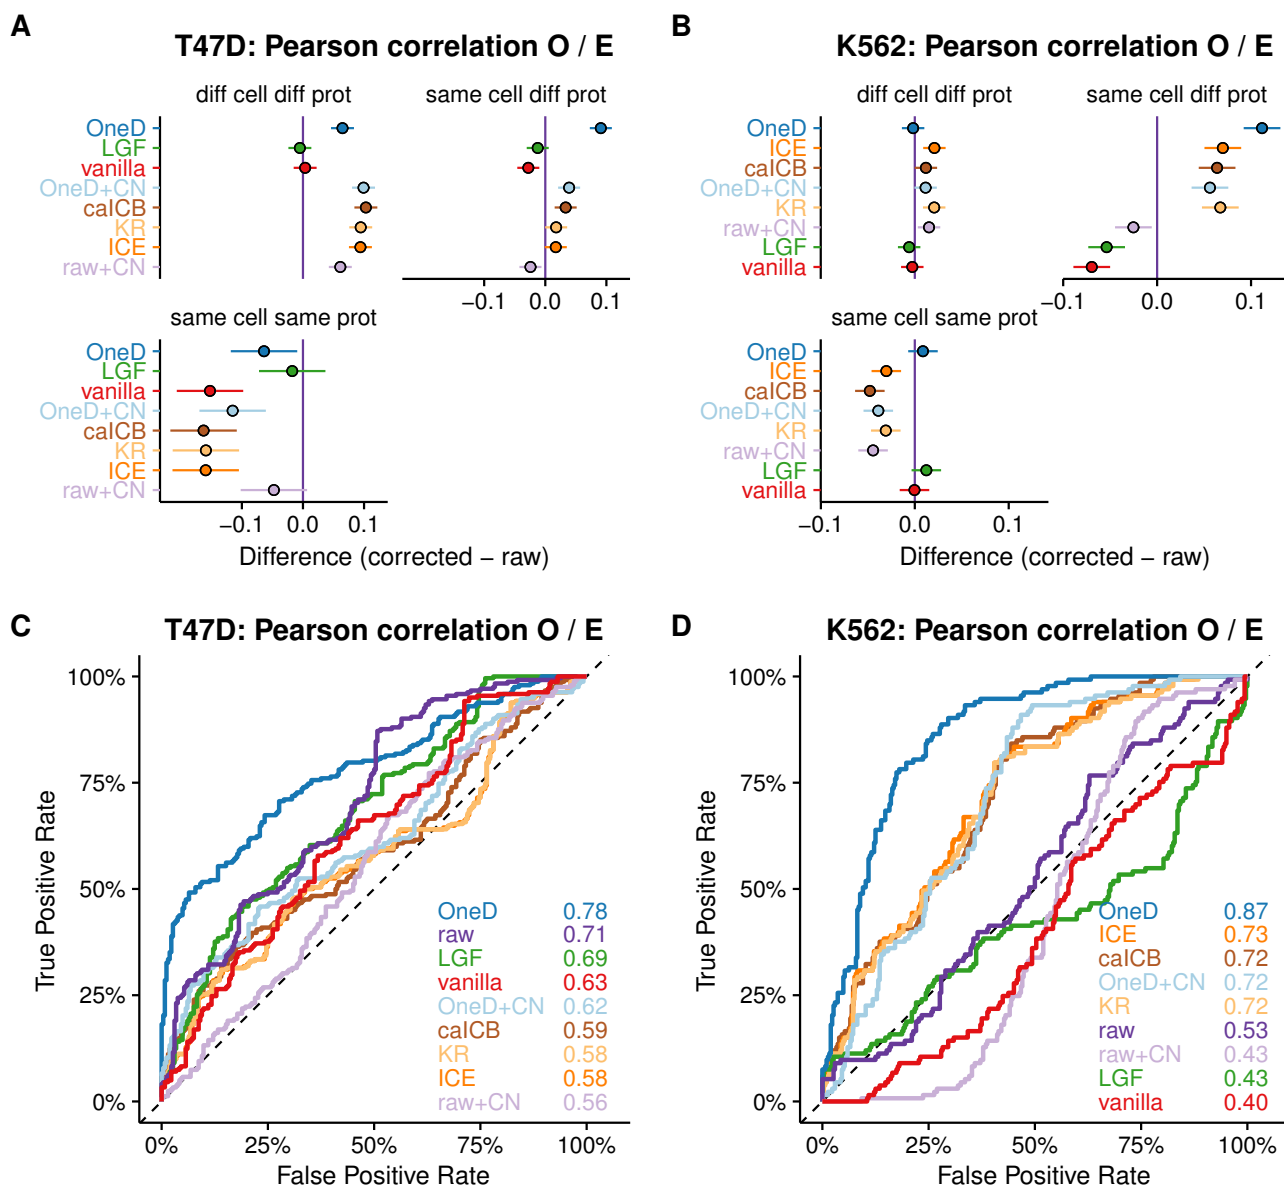 A
T47D: Pearson correlation O / E
diff cell diff prot
same cell diff prot
OneD
LGF
vanilla
OneD+CN
caICB
KR
ICE
raw+CN
−0.1 0.0 0.1
same cell same prot
OneD
LGF
vanilla
OneD+CN
caICB
KR
ICE
raw+CN
−0.1 0.0 0.1
Difference (corrected − raw)
B
K562: Pearson correlation O / E
diff cell diff prot
same cell diff prot
OneD
ICE
caICB
OneD+CN
KR
raw+CN
LGF
vanilla
−0.1 0.0 0.1
same cell same prot
OneD
ICE
caICB
OneD+CN
KR
raw+CN
LGF
vanilla
−0.1 0.0 0.1
Difference (corrected − raw)
C
T47D: Pearson correlation O / E
True Positive Rate
100%
75%
50%
25%
0%
OneD 0.78
raw 0.71
LGF 0.69
vanilla 0.63
OneD+CN 0.62
caICB 0.59
KR 0.58
ICE 0.58
raw+CN 0.56
0% 25% 50% 75% 100%
False Positive Rate
D
K562: Pearson correlation O / E
True Positive Rate
100%
75%
50%
25%
0%
OneD 0.87
ICE 0.73
caICB 0.72
OneD+CN 0.72
KR 0.72
raw 0.53
raw+CN 0.43
LGF 0.43
vanilla 0.40
0% 25% 50% 75% 100%
False Positive Rate